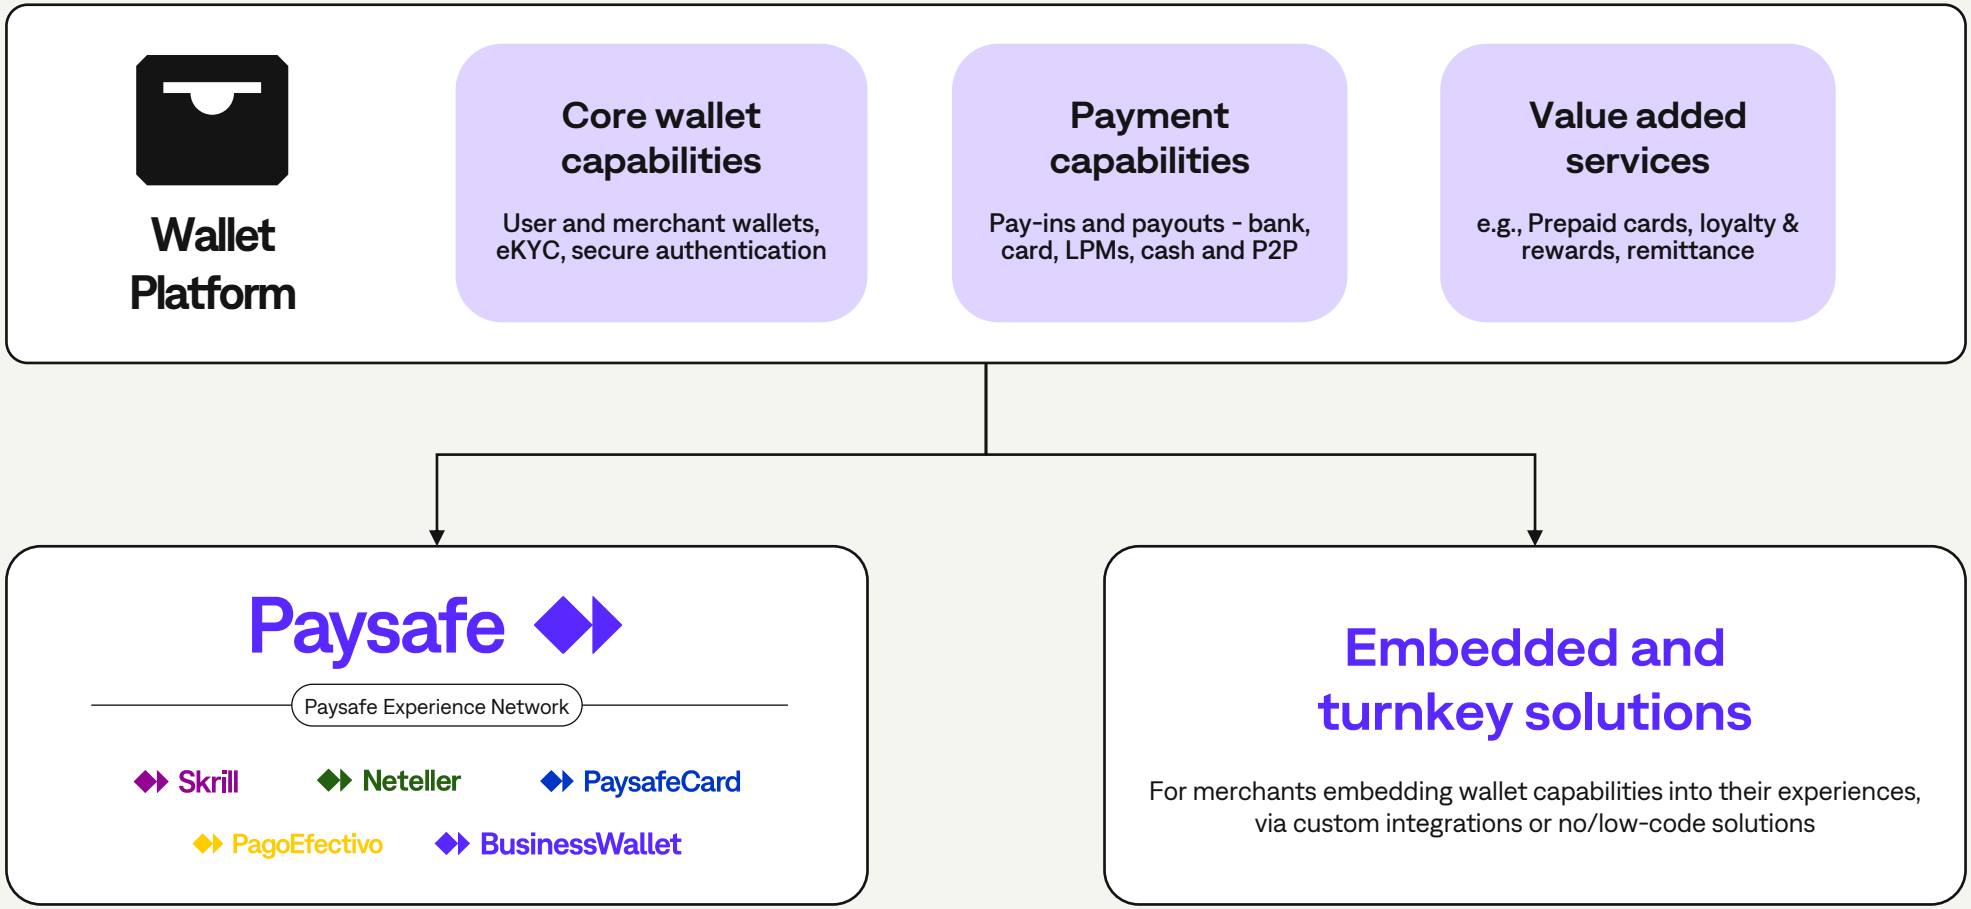 Wallet
Platform
Core wallet
capabilities
User and merchant wallets,
eKYC, secure authentication
Payment
capabilities
Pay-ins and payouts - bank,
card, LPMs, cash and P2P
Value added
services
e.g., Prepaid cards, loyalty &
rewards, remittance
Paysafe
Paysafe Experience Network
Skrill
Neteller
PaysafeCard
PagoEfectivo
BusinessWallet
Embedded and
turnkey solutions
For merchants embedding wallet capabilities into their experiences,
via custom integrations or no/low-code solutions